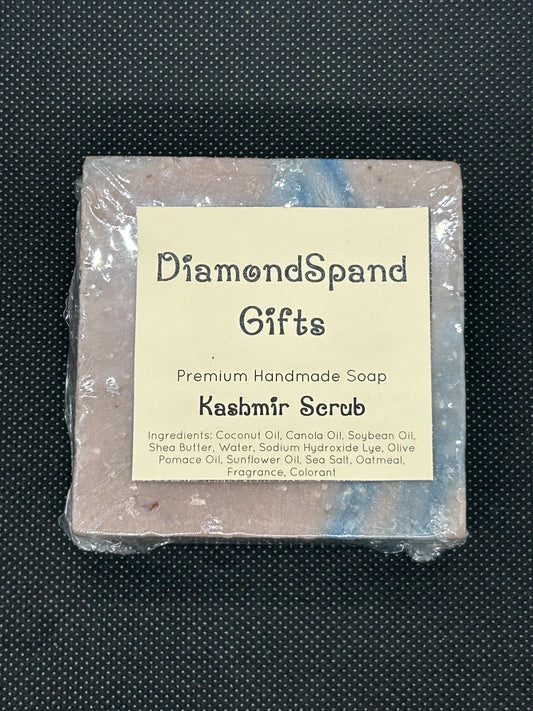 DiamondSpand
Gifts
Premium Handmade Soap
Kashmir Scrub
Ingredients: Coconut Oil, Canola Oil, Soybean Oil,
Shea Butter, Water, Sodium Hydroxide Lye, Olive
Pomace Oil, Sunflower Oil, Sea Salt, Oatmeal,
Fragrance, Colorant